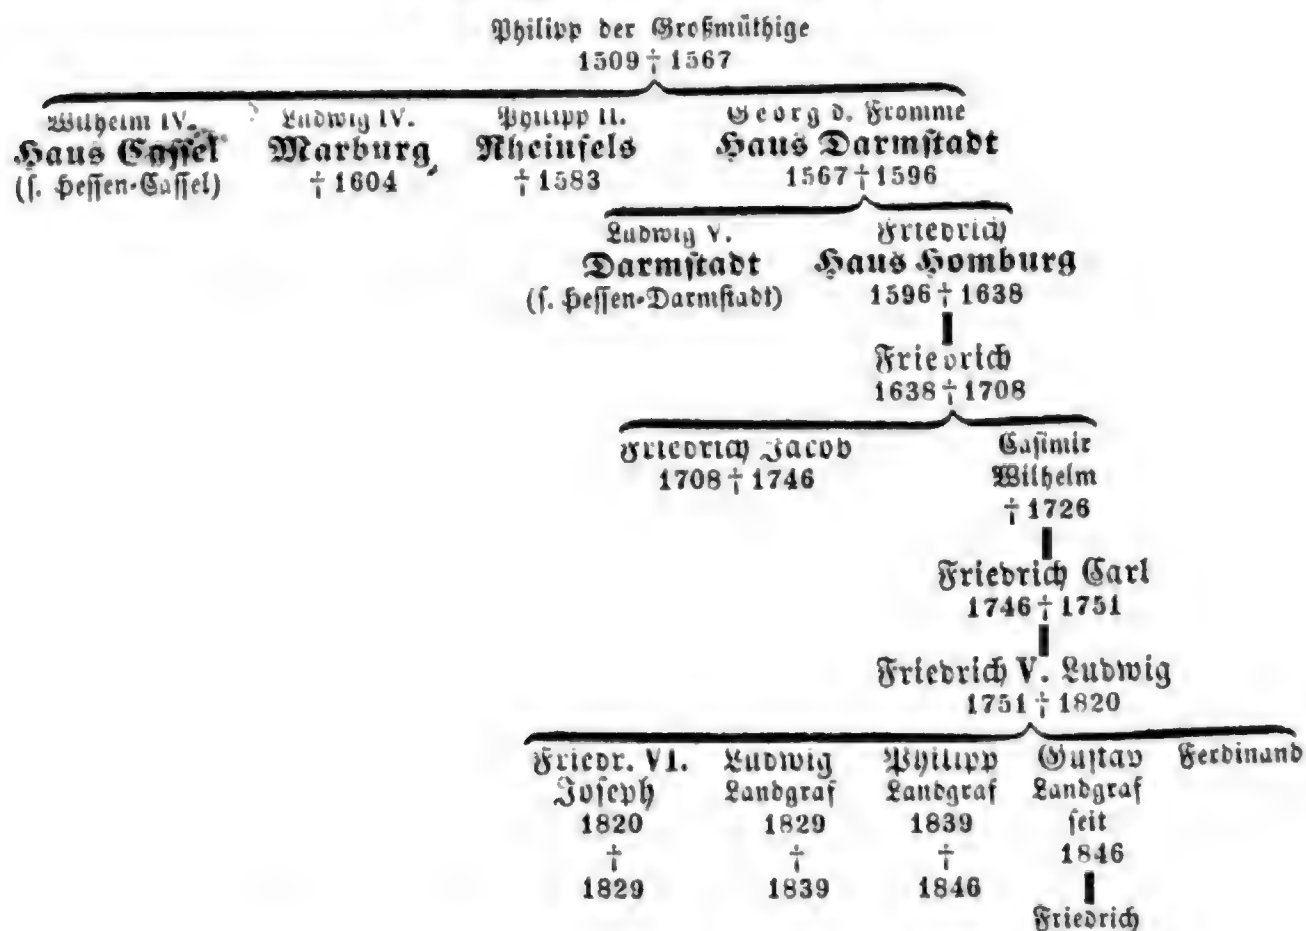 Philipp der Großmüthige
1509 † 1567
Wilhelm IV.
Haus Cassel
(s. Hessen-Cassel)
Ludwig IV.
Marburg
† 1604
Philipp II.
Rheinfels
† 1583
Georg d. Fromme
Haus Darmstadt
1567 † 1596
Ludwig V.
Darmstadt
(s. Hessen-Darmstadt)
Friedrich
Haus Homburg
1596 † 1638
Friedrich
1638 † 1708
Friedrich Jacob
1708 † 1746
Casimir
Wilhelm
† 1726
Friedrich Carl
1746 † 1751
Friedrich V. Ludwig
1751 † 1820
Friedr. VI.
Joseph
1820
†
1829
Ludwig
Landgraf
1829
†
1839
Philipp
Landgraf
1839
†
1846
Gustav
Landgraf
seit
1846
Friedrich
Ferdinand